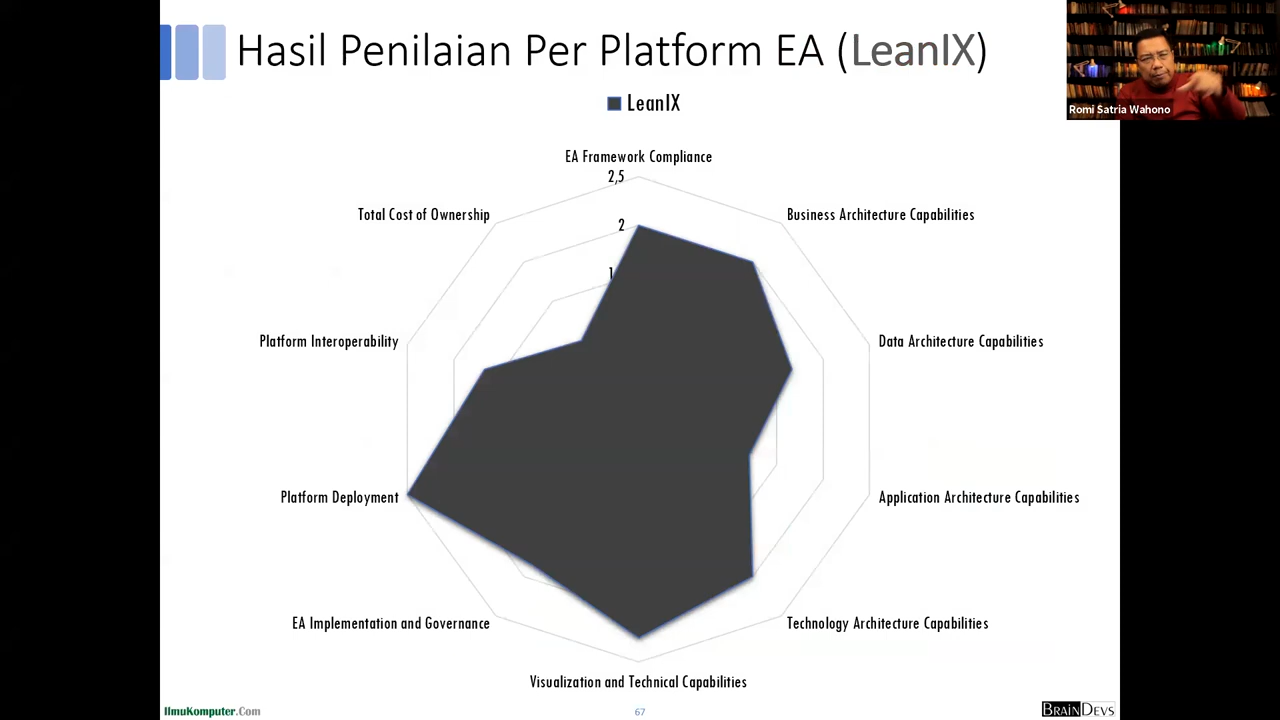 Hasil Penilaian Per Platform EA (LeanIX)
Romi Satria Wahono
LeanIX
EA Framework Compliance
2,5
Total Cost of Ownership
Business Architecture Capabilities
2
1
Platform Interoperability
Data Architecture Capabilities
Platform Deployment
Application Architecture Capabilities
EA Implementation and Governance
Technology Architecture Capabilities
Visualization and Technical Capabilities
IlmuKomputer.Com
67
BRAINDEVS